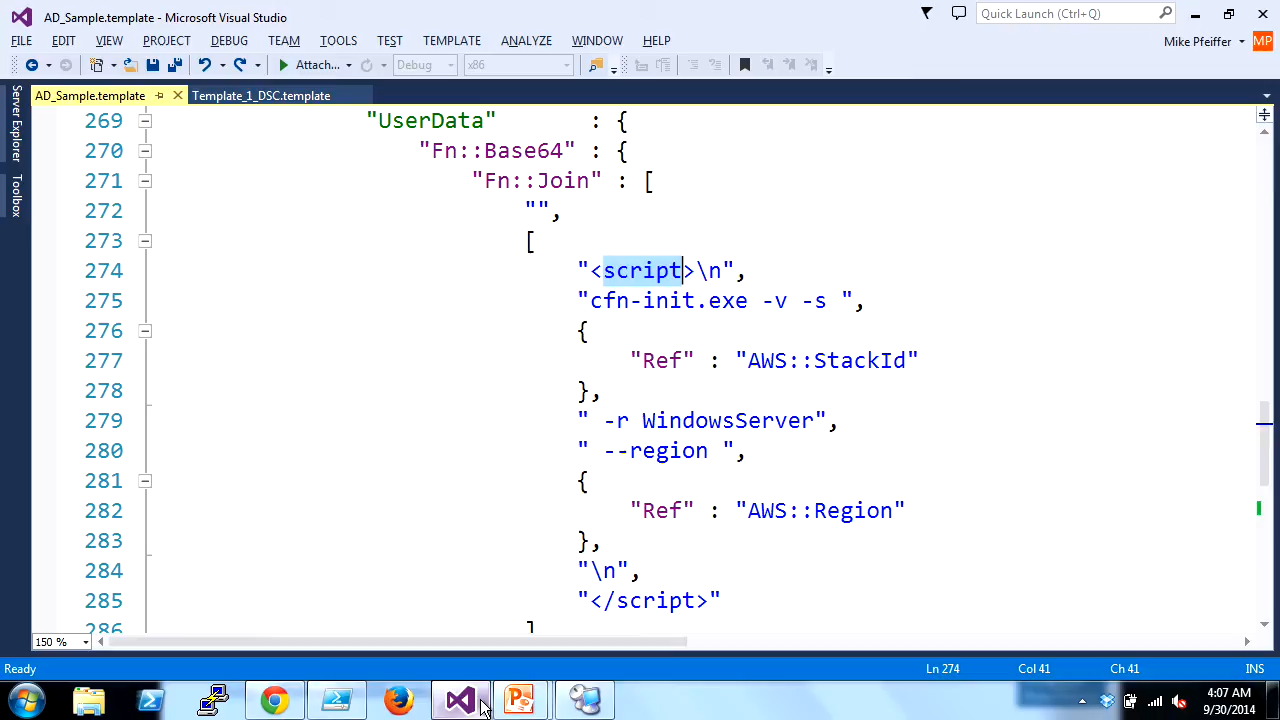 AD_Sample.template - Microsoft Visual Studio
Quick Launch (Ctrl+Q)
FILE EDIT VIEW PROJECT DEBUG TEAM TOOLS TEST TEMPLATE ANALYZE WINDOW HELP
Mike Pfeiffer
MP
Attach...
Debug
x86
AD_Sample.template
Template_1_DSC.template
Server Explorer
Toolbox
269 "UserData" : {
270 "Fn::Base64" : {
271 "Fn::Join" : [
272 "",
273 [
274 "<script>\n",
275 "cfn-init.exe -v -s ",
276 {
277 "Ref" : "AWS::StackId"
278 },
279 " -r WindowsServer",
280 " --region ",
281 {
282 "Ref" : "AWS::Region"
283 },
284 "\n",
285 "</script>"
286 ]
150 %
Ready
Ln 274
Col 41
Ch 41
INS
4:07 AM
9/30/2014